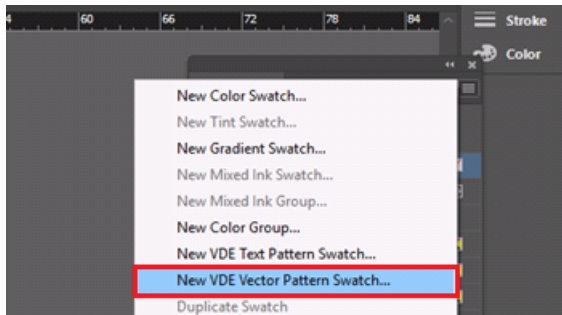 60 66 72 78 84
Stroke
Color
New Color Swatch...
New Tint Swatch...
New Gradient Swatch...
New Mixed Ink Swatch...
New Mixed Ink Group...
New Color Group...
New VDE Text Pattern Swatch...
New VDE Vector Pattern Swatch...
Duplicate Swatch